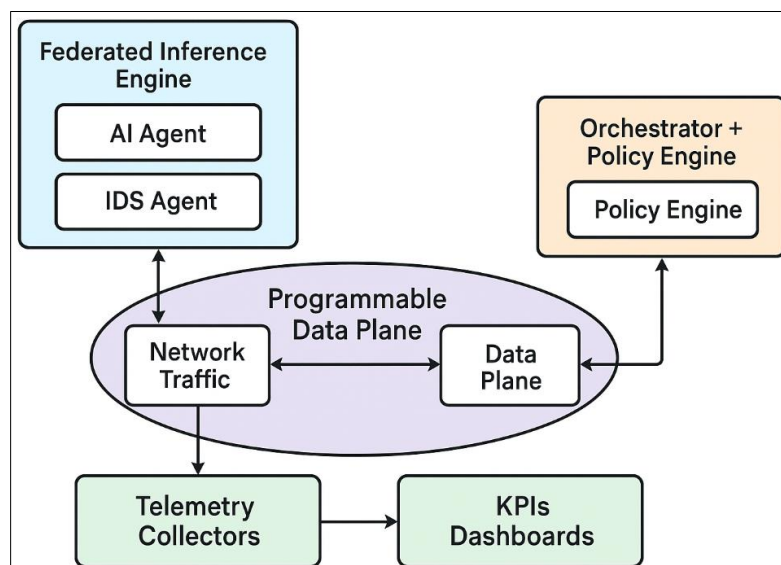 Federated Inference
Engine
AI Agent
IDS Agent
Orchestrator +
Policy Engine
Policy Engine
Programmable
Data Plane
Network
Traffic
Data
Plane
Telemetry
Collectors
KPIs
Dashboards